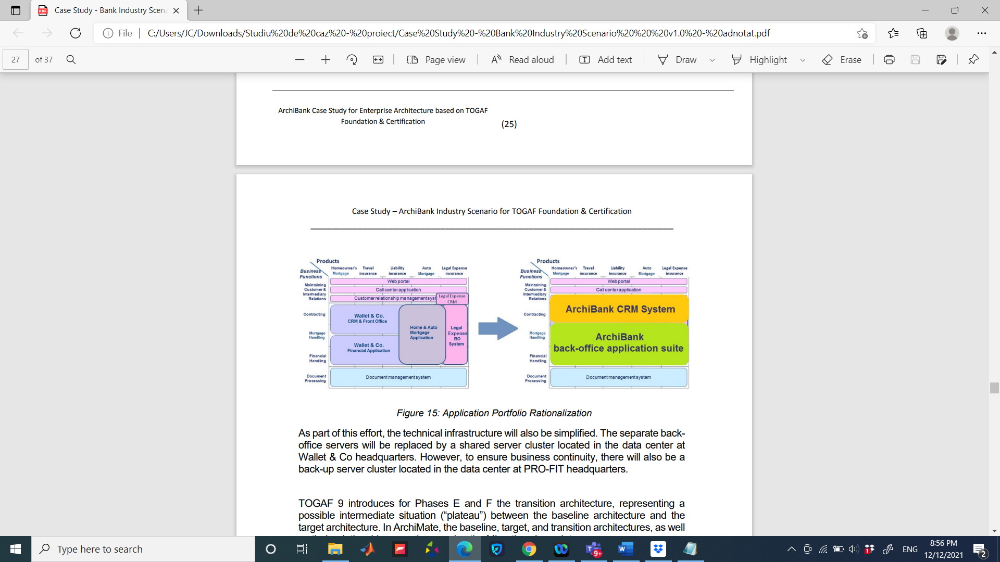 Case Study - Bank Industry Scena
File
C:/Users/JC/Downloads/Studiu%20de%20caz%20-%20proiect/Case%20Study%20-%20Bank%20Industry%20Scenario%20%20%20v1.0%20-%20adnotat.pdf
27 of 37
Page view
Read aloud
Add text
Draw
Highlight
Erase
ArchiBank Case Study for Enterprise Architecture based on TOGAF
Foundation & Certification
(25)
Case Study – ArchiBank Industry Scenario for TOGAF Foundation & Certification
Products
Business
Functions
Homeowner's
Mortgage
Travel
insurance
Liability
insurance
Auto
Mortgage
Legal Expense
insurance
Maintaining
Customer &
Intermediary
Relations
Contracting
Mortgage
Handling
Financial
Handling
Document
Processing
Web portal
Call center application
Customer relationship management syst
Legal Expense
CRM
Wallet & Co.
CRM & Front Office
Wallet & Co.
Financial Application
Home & Auto
Mortgage
Application
Legal
Expense
BO
System
Document management system
Products
Business
Functions
Homeowner's
Mortgage
Travel
insurance
Liability
insurance
Auto
Mortgage
Legal Expense
insurance
Maintaining
Customer &
Intermediary
Relations
Contracting
Mortgage
Handling
Financial
Handling
Document
Processing
Web portal
Call center application
ArchiBank CRM System
ArchiBank
back-office application suite
Document management system
Figure 15: Application Portfolio Rationalization
As part of this effort, the technical infrastructure will also be simplified. The separate back-
office servers will be replaced by a shared server cluster located in the data center at
Wallet & Co headquarters. However, to ensure business continuity, there will also be a
back-up server cluster located in the data center at PRO-FIT headquarters.
TOGAF 9 introduces for Phases E and F the transition architecture, representing a
possible intermediate situation (“plateau”) between the baseline architecture and the
target architecture. In ArchiMate, the baseline, target, and transition architectures, as well
Type here to search
9+
1
ENG
8:56 PM
12/12/2021
2